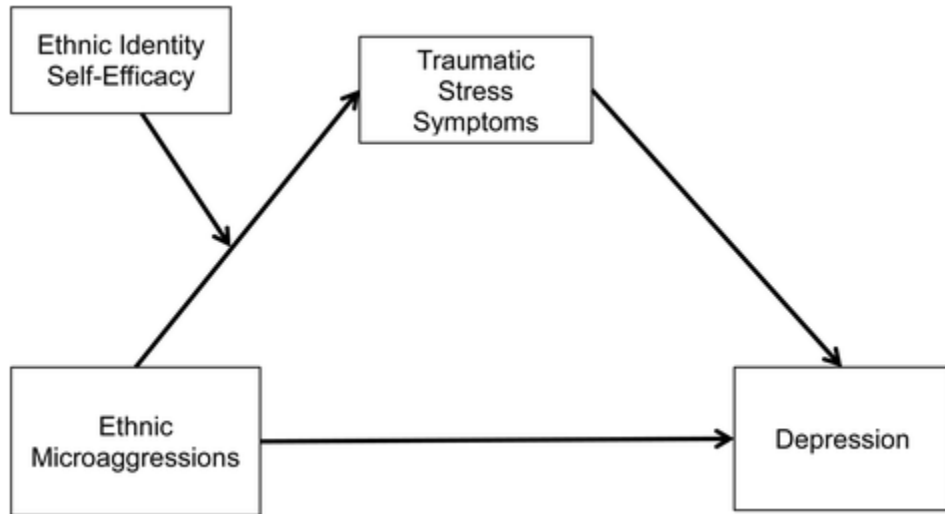 Ethnic Identity
Self-Efficacy
Traumatic
Stress
Symptoms
Ethnic
Microaggressions
Depression